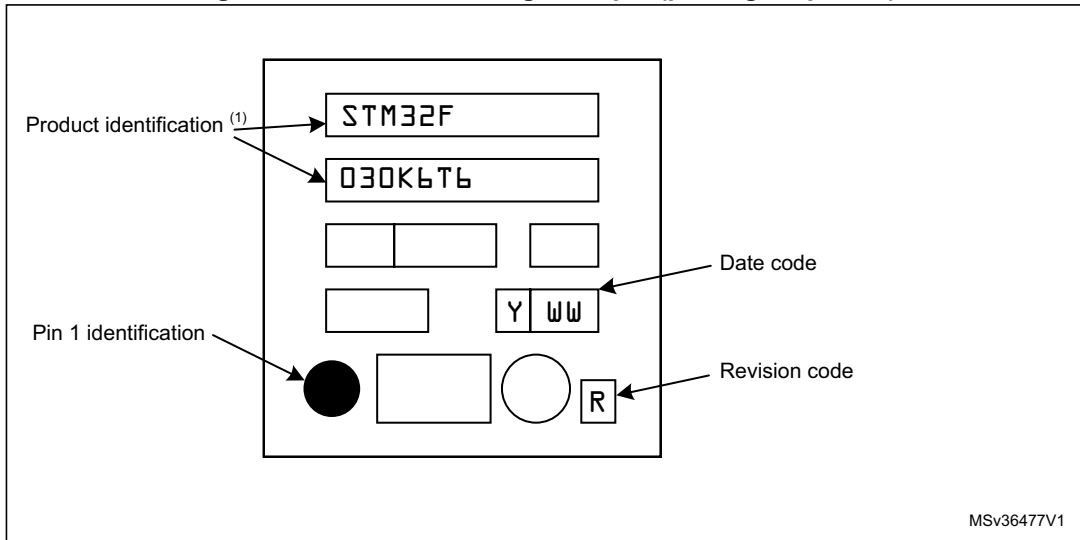 STM32F
Product identification (1)
030K6T6
Date code
Y WW
Pin 1 identification
Revision code
R
MSv36477V1